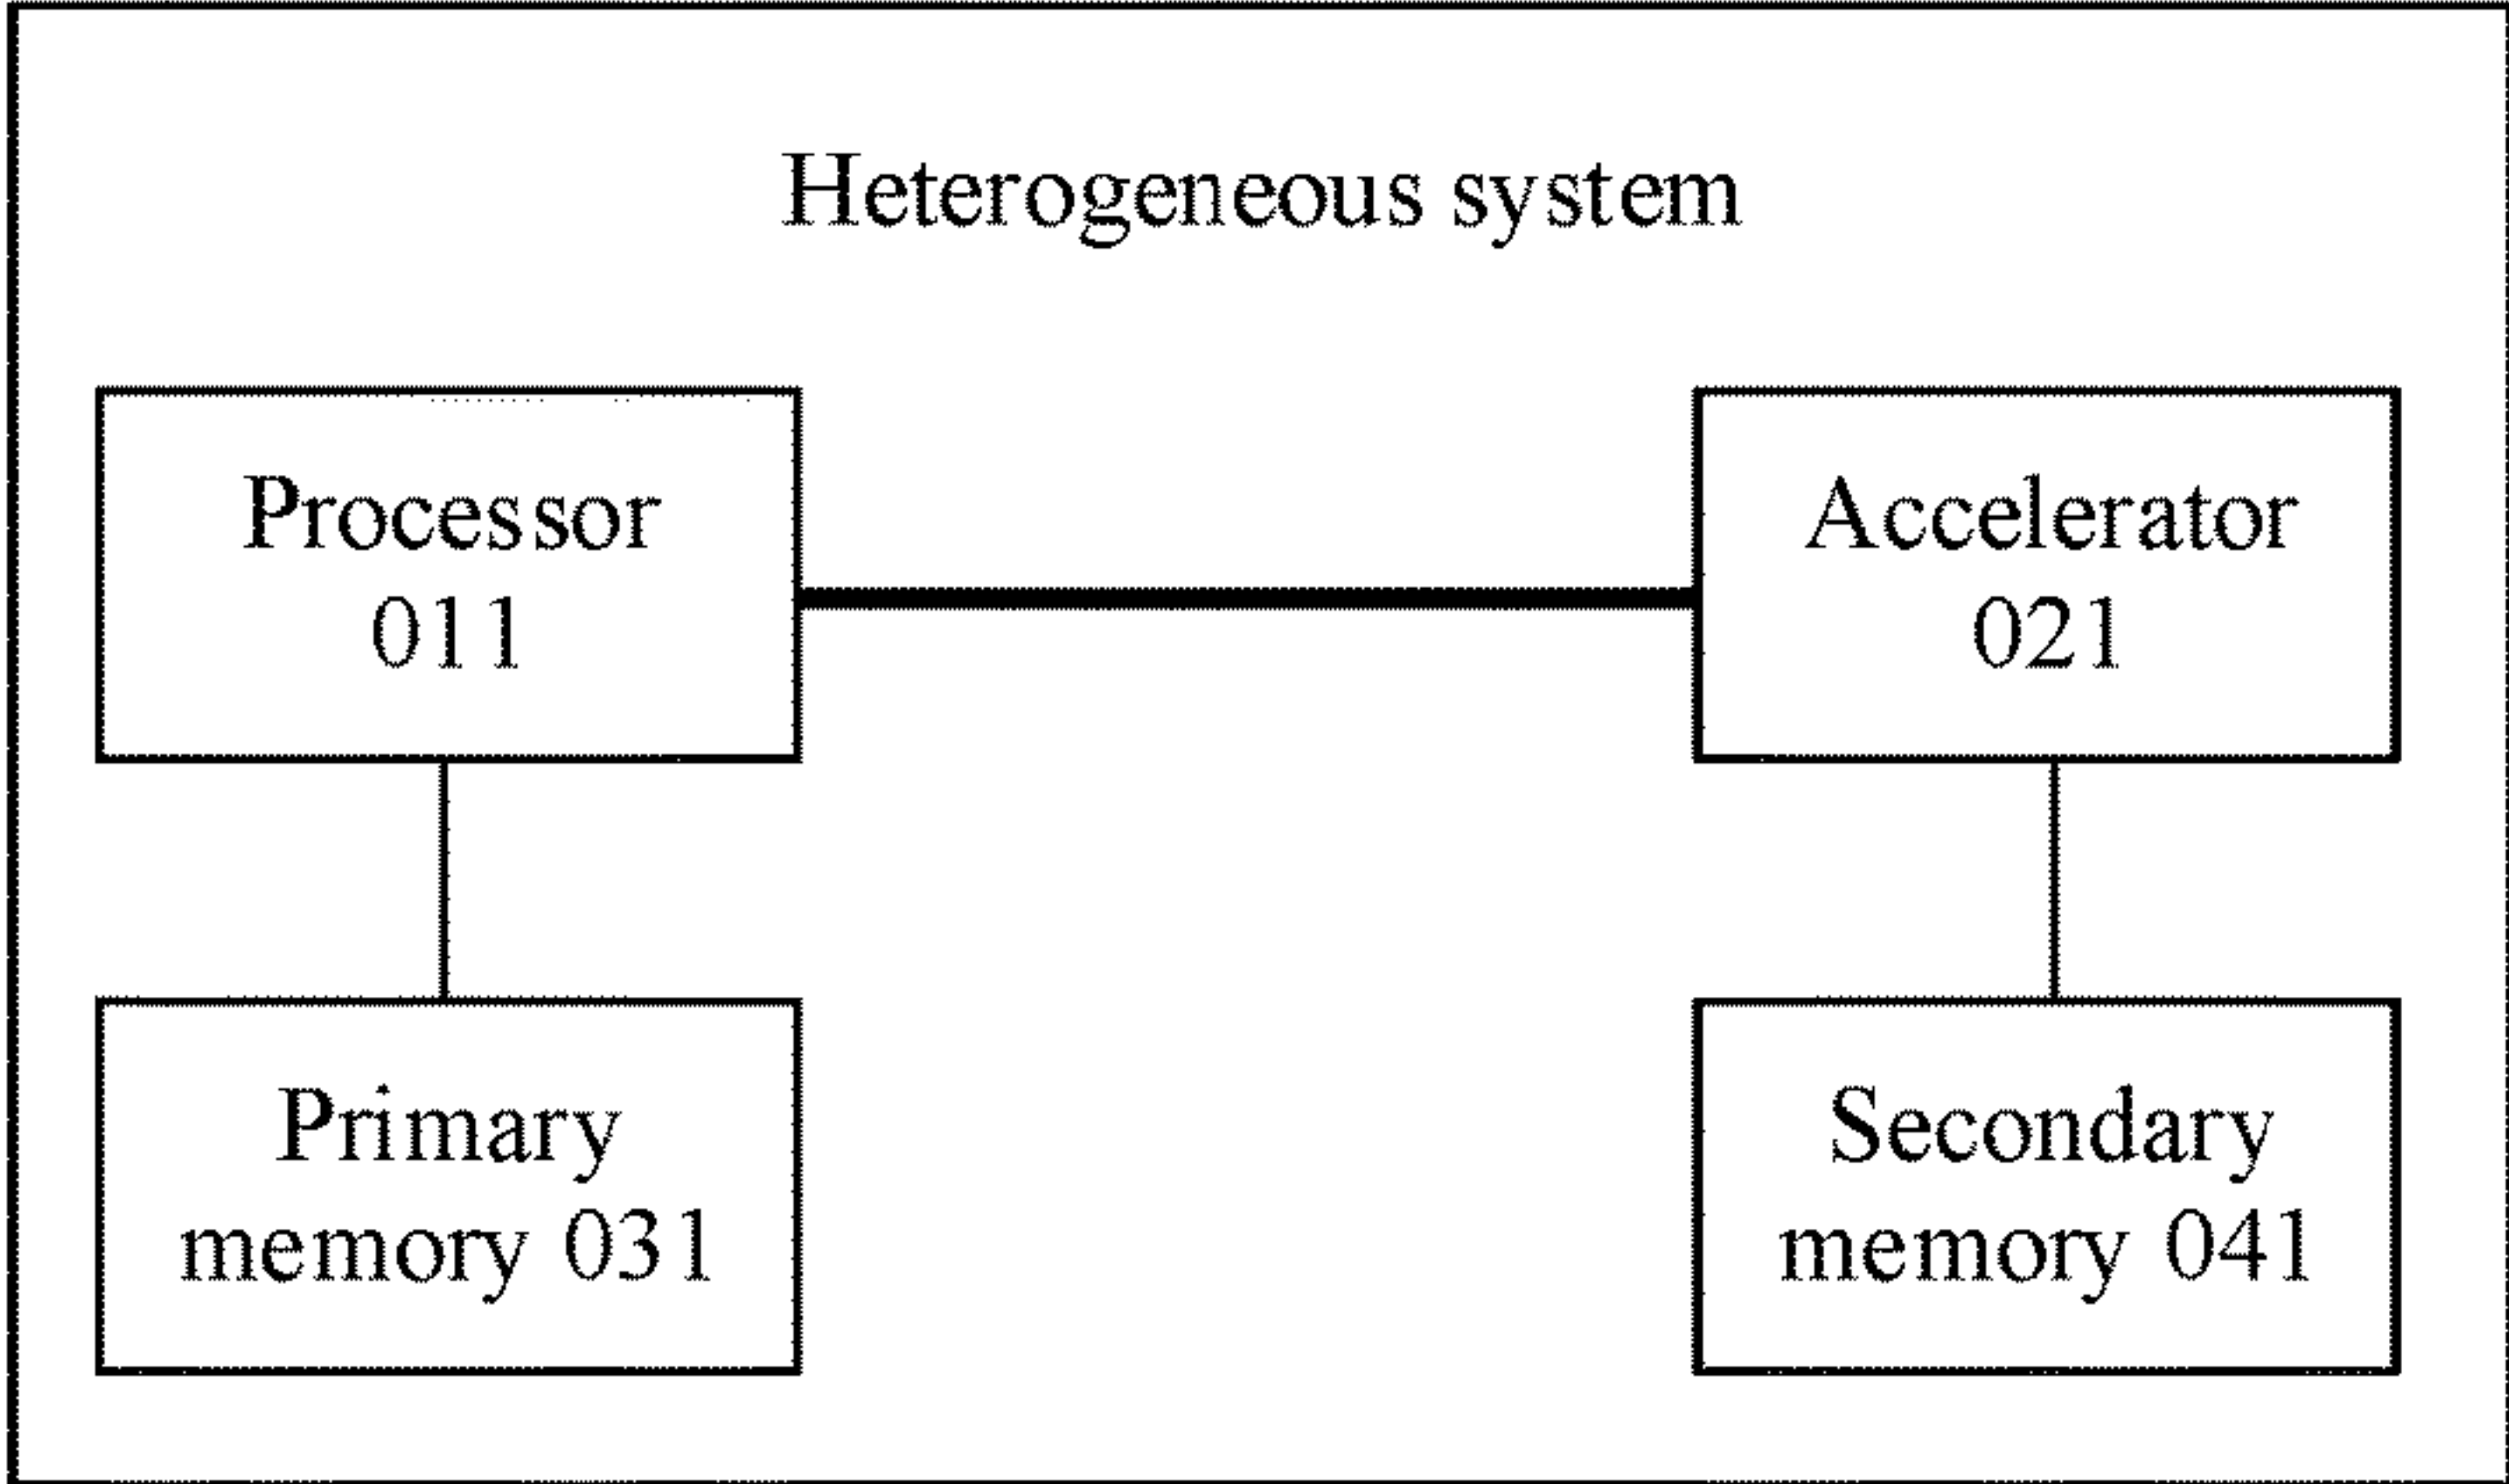 Heterogeneous system
Processor
011
Accelerator
021
Primary
memory 031
Secondary
memory 041